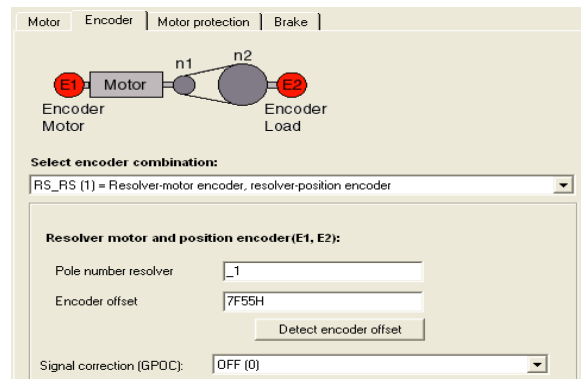 Motor Encoder Motor protection Brake
n1 n2
E1 Motor E2
Encoder Encoder
Motor Load
Select encoder combination:
RS_RS (1) = Resolver-motor encoder, resolver-position encoder
Resolver motor and position encoder(E1, E2):
Pole number resolver _1
Encoder offset 7F55H
Detect encoder offset
Signal correction (GPOC): OFF (0)